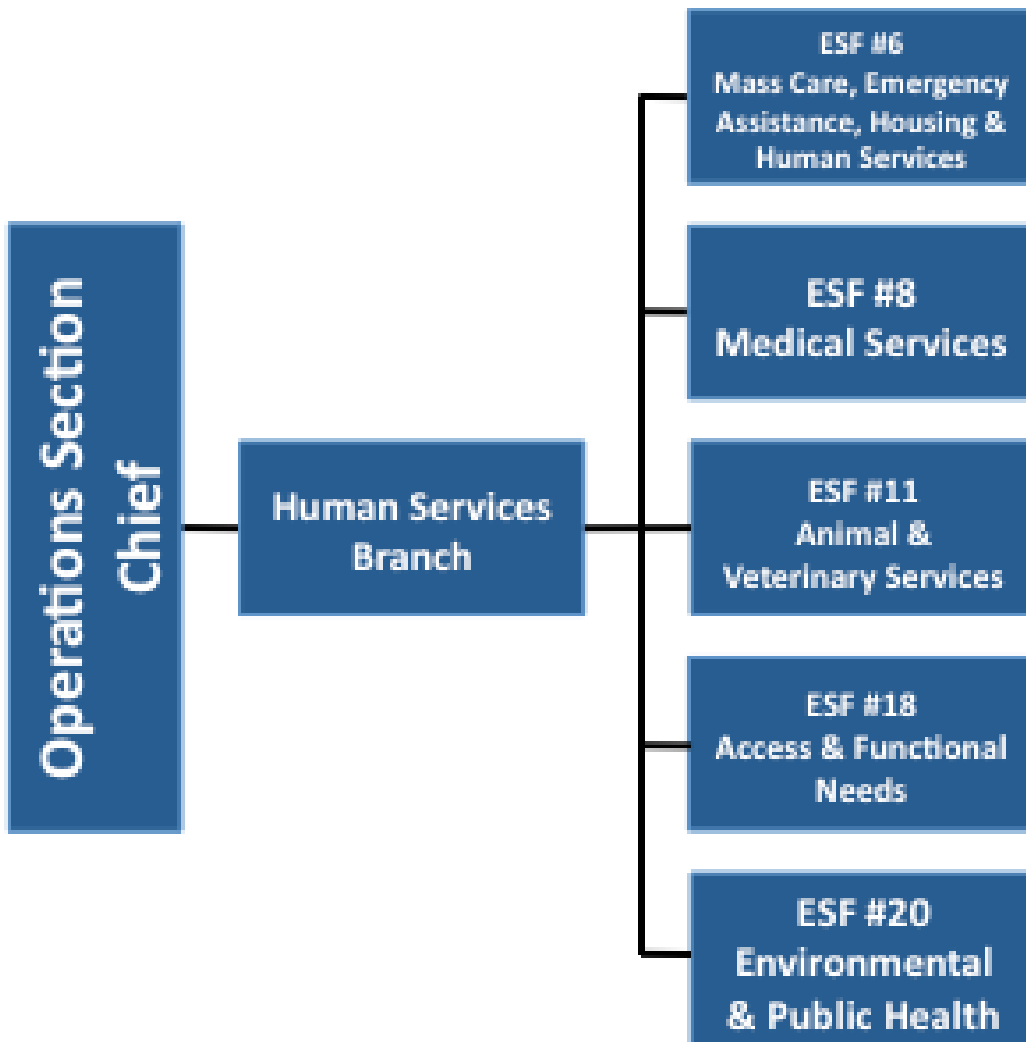 Operations Section
Chief
Human Services
Branch
ESF #6
Mass Care, Emergency
Assistance, Housing &
Human Services
ESF #8
Medical Services
ESF #11
Animal &
Veterinary Services
ESF #18
Access & Functional
Needs
ESF #20
Environmental
& Public Health